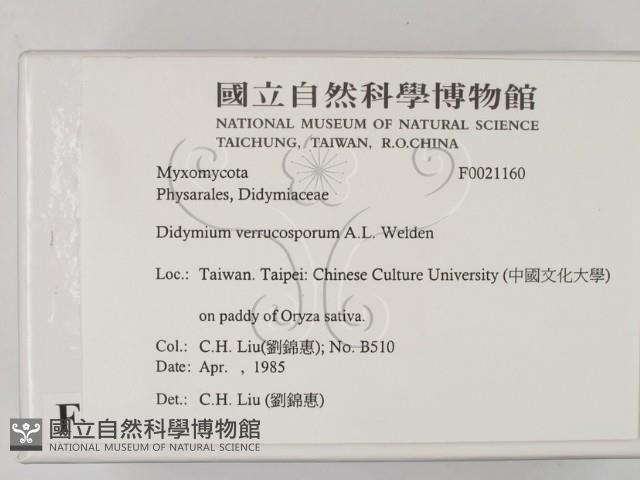 國立自然科學博物館
NATIONAL MUSEUM OF NATURAL SCIENCE
TAICHUNG, TAIWAN, R.O.CHINA
Myxomycota F0021160
Physarales, Didymiaceae
Didymium verrucosporum A.L. Welden
Loc.: Taiwan. Taipei: Chinese Culture University (中國文化大學)
on paddy of Oryza sativa.
Col.: C.H. Liu(劉錦惠); No. B510
Date: Apr. , 1985
Det.: C.H. Liu (劉錦惠)
F
國立自然科學博物館
NATIONAL MUSEUM OF NATURAL SCIENCE